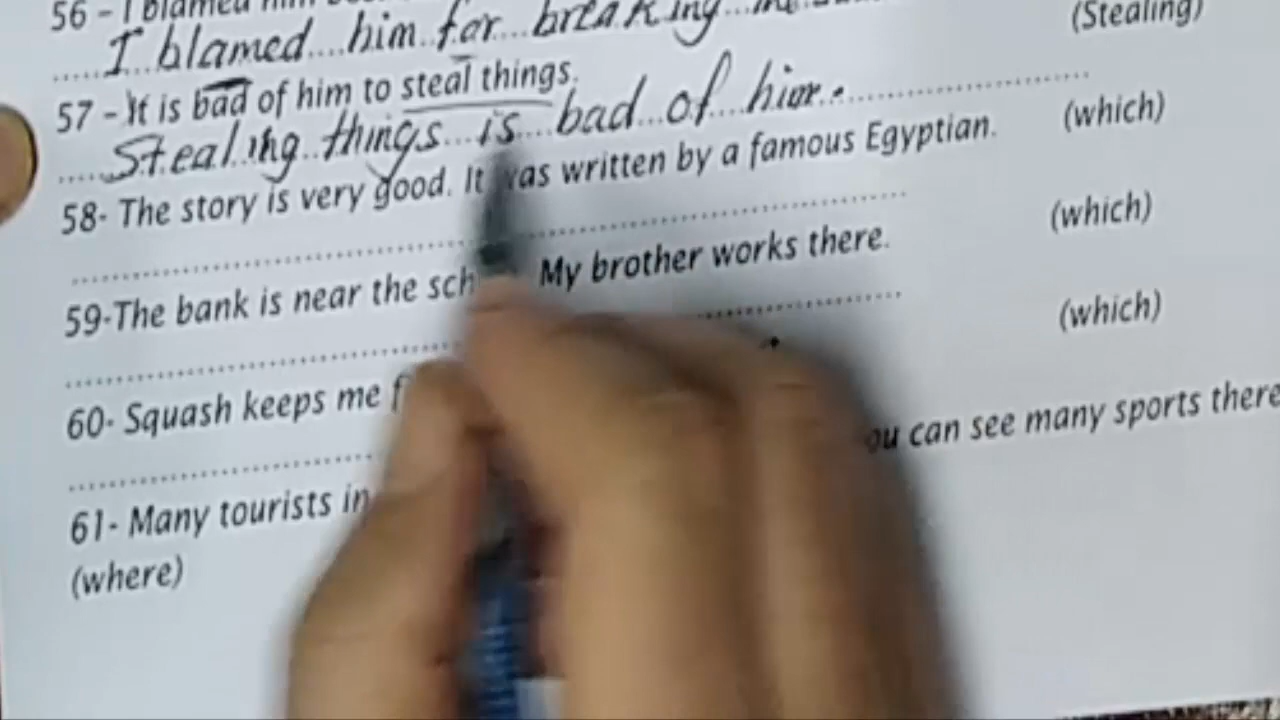 56 - I blamed him
I blamed him for breaking
(Stealing)
57 - It is bad of him to steal things.
Stealing things is bad of him.
(which)
58- The story is very good. It was written by a famous Egyptian.
(which)
59-The bank is near the sch My brother works there.
(which)
60- Squash keeps me
ou can see many sports there
61- Many tourists in
(where)